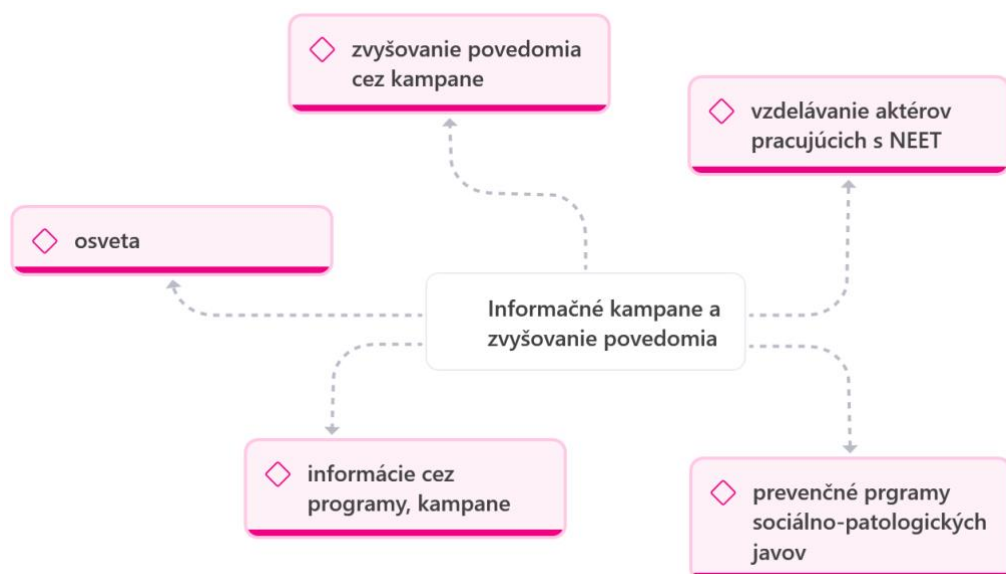 zvyšovanie povedomia
cez kampane
vzdelávanie aktérov
pracujúcich s NEET
osveta
Informačné kampane a
zvyšovanie povedomia
informácie cez
programy, kampane
prevenčné prgramy
sociálno-patologických
javov